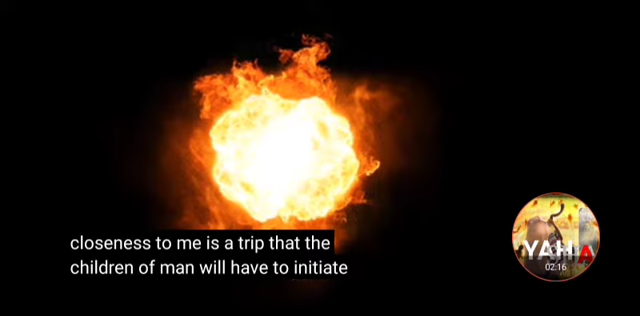 closeness to me is a trip that the
children of man will have to initiate
YAHA
02:16